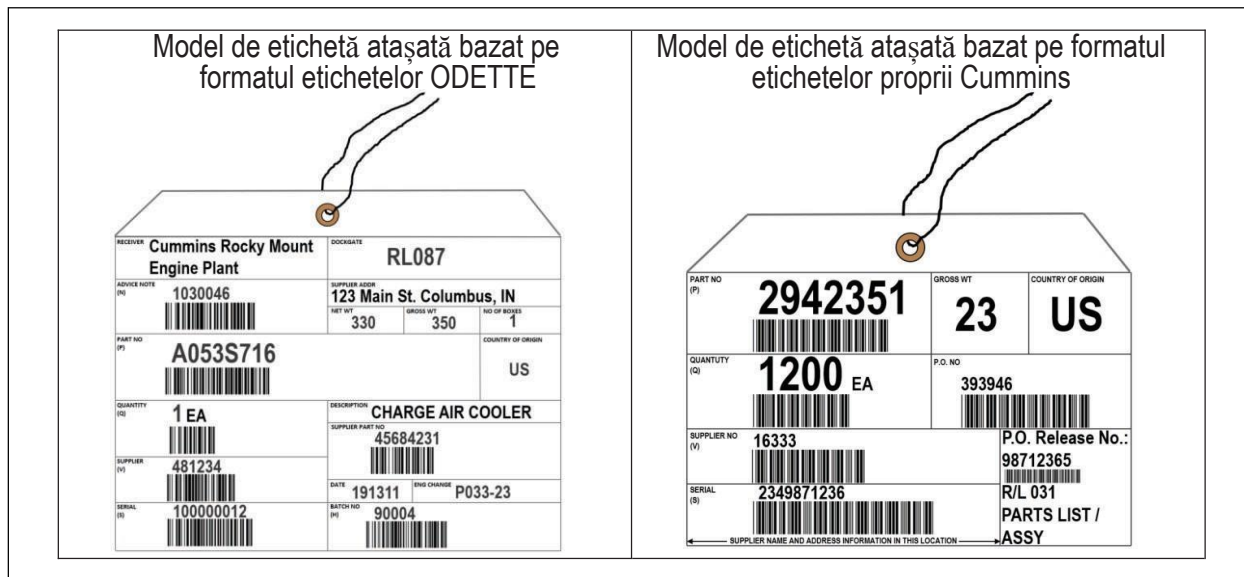 Model de etichetă atașată bazat pe
formatul etichetelor ODETTE
RECEIVER
Cummins Rocky Mount
Engine Plant
DOCKGATE
RL087
ADVICE NOTE
(N)
1030046
SUPPLIER ADDR
123 Main St. Columbus, IN
NET WT
330
GROSS WT
350
NO OF BOXES
1
PART NO
(P)
A053S716
COUNTRY OF ORIGIN
US
QUANTITY
(Q)
1 EA
DESCRIPTION
CHARGE AIR COOLER
SUPPLIER PART NO
45684231
SUPPLIER
(V)
481234
DATE
191311
ENG CHANGE
P033-23
SERIAL
(S)
100000012
BATCH NO
(H)
90004
Model de etichetă atașată bazat pe formatul
etichetelor proprii Cummins
PART NO
(P)
2942351
GROSS WT
23
COUNTRY OF ORIGIN
US
QUANTUTY
(Q)
1200 EA
P.O. NO
393946
SUPPLIER NO
(V)
16333
P.O. Release No.:
98712365
SERIAL
(S)
2349871236
R/L 031
PARTS LIST /
ASSY
SUPPLIER NAME AND ADDRESS INFORMATION IN THIS LOCATION